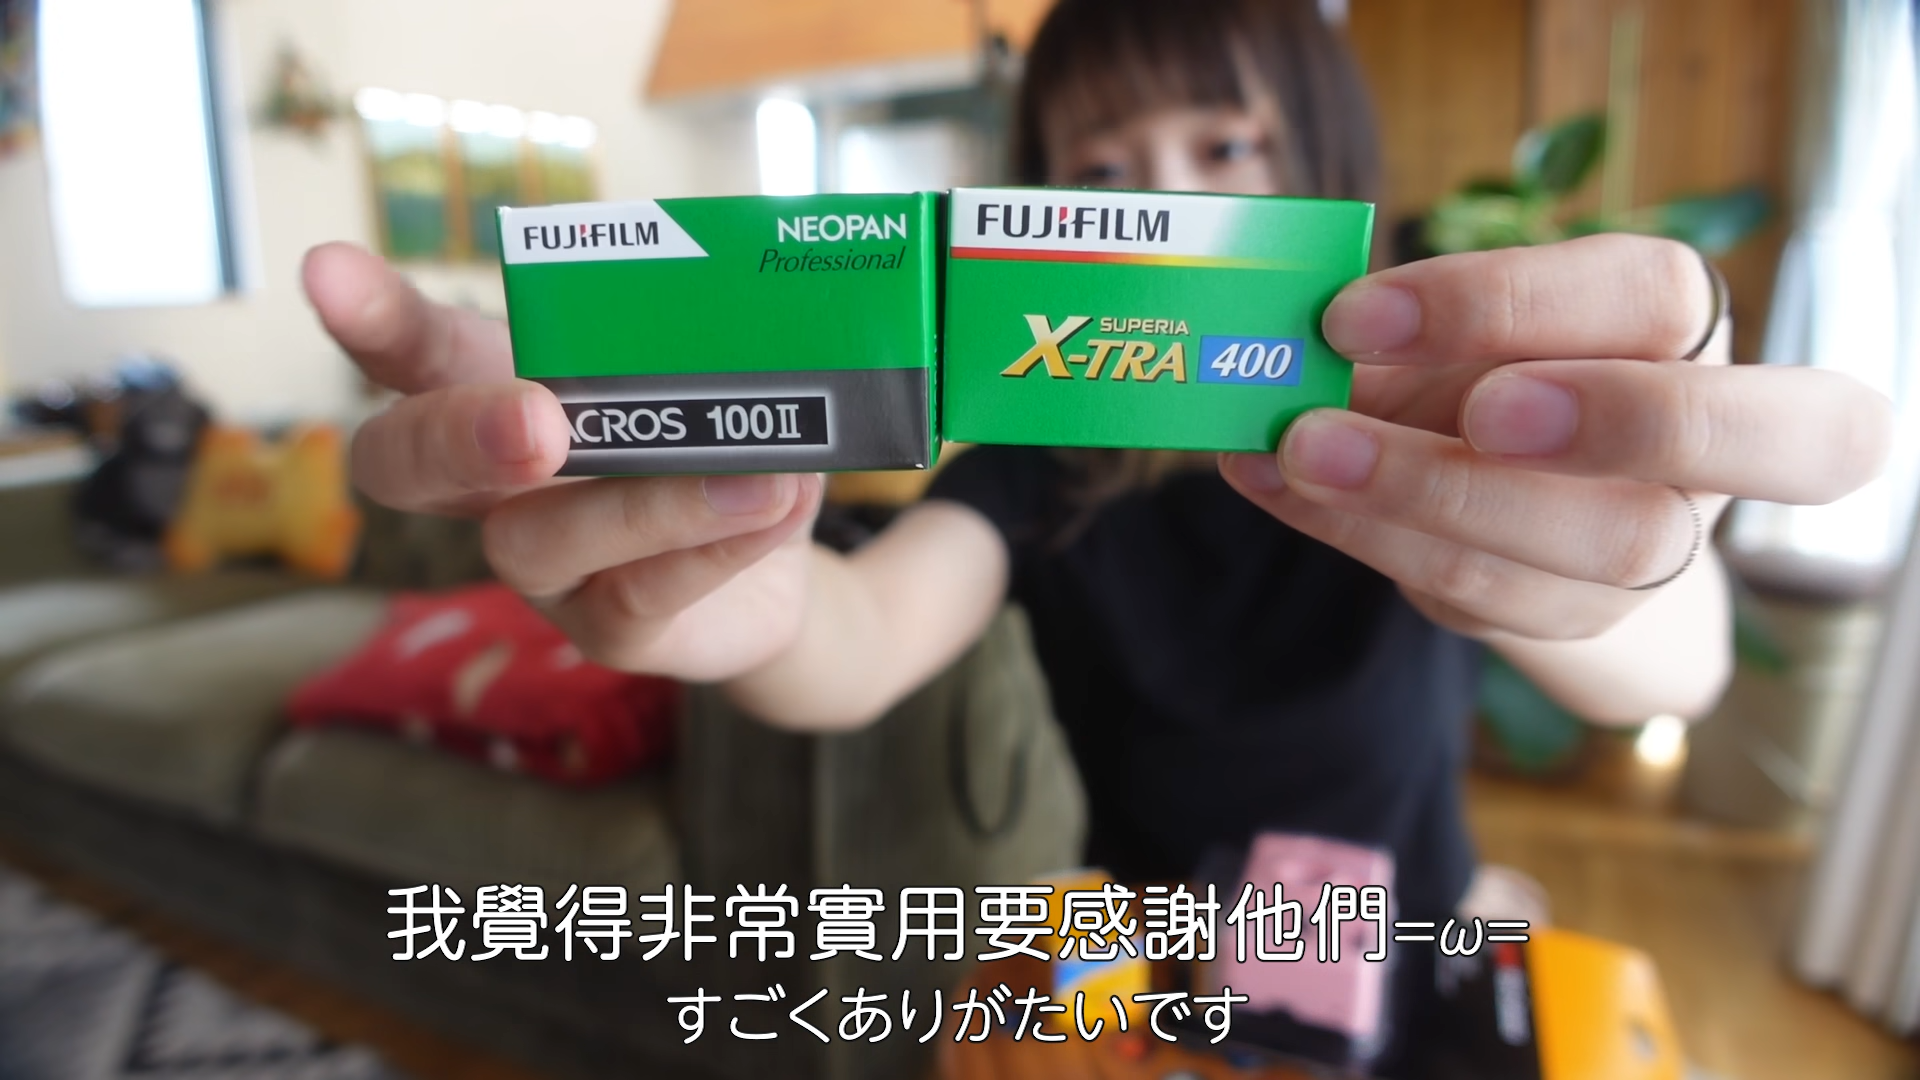 FUJIFILM
NEOPAN
Professional
ACROS 100II
FUJIFILM
SUPERIA
X-TRA 400
我覺得非常實用要感謝他們=ω=
すごくありがたいです